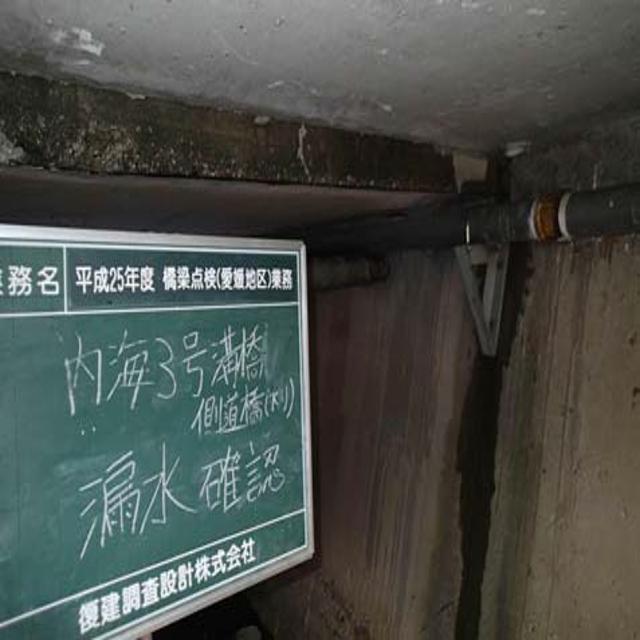 業務名 平成25年度 橋梁点検(愛媛地区)業務
内海3号溝橋
側道橋(大川)
〃
漏水 確認
復建調査設計株式会社